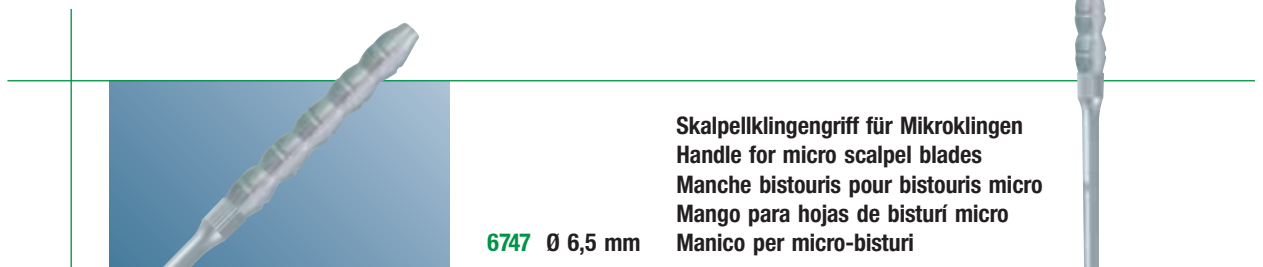 Skalpellklingengriff für Mikroklingen
Handle for micro scalpel blades
Manche bistouris pour bistouris micro
Mango para hojas de bisturí micro
6747 Ø 6,5 mm Manico per micro-bisturi